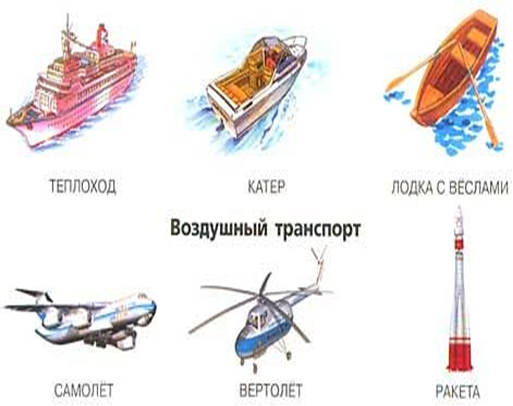 ТЕПЛОХОД
КАТЕР
ЛОДКА С ВЁСЛАМИ
Воздушный транспорт
САМОЛЁТ
ВЕРТОЛЁТ
РАКЕТА